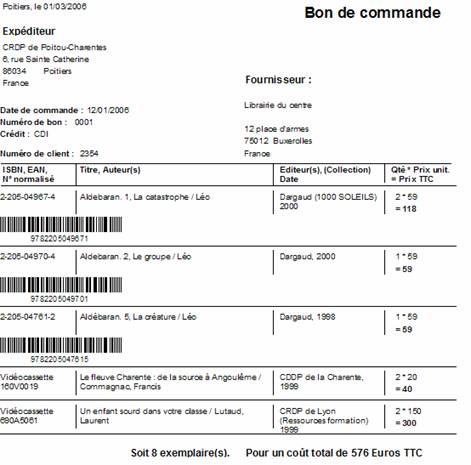 Poitiers, le 01/03/2006
Bon de commande
Expéditeur
CRDP de Poitou-Charentes
6, rue Sainte Catherine
86034 Poitiers
France
Fournisseur :
Librairie du centre
12 place d'armes
75012 Buxerolles
France
Date de commande : 12/01/2006
Numéro de bon : 0001
Crédit : CDI
Numéro de client : 2354
ISBN, EAN, Titre, Auteur(s) Editeur(s), (Collection) Qté * Prix unit.
N° normalisé Date = Prix TTC
2-205-04967-4 Aldebaran. 1, La catastrophe / Léo Dargaud (1000 SOLEILS) 2 * 59
2000 = 118
9782205049671
2-205-04970-4 Aldebaran. 2, Le groupe / Léo Dargaud, 2000 1 * 59
= 59
9782205049701
2-205-04761-2 Aldébaran. 5, La créature / Léo Dargaud, 1998 1 * 59
= 59
9782205047615
Vidéocassette Le fleuve Charente : de la source à Angoulême / CDDP de la Charente, 2 * 20
160V0019 Commagnac, Francis 1999 = 40
Vidéocassette Un enfant sourd dans votre classe / Lutaud, CRDP de Lyon 2 * 150
690A5061 Laurent (Ressources formation) = 300
1999
Soit 8 exemplaire(s). Pour un coût total de 576 Euros TTC